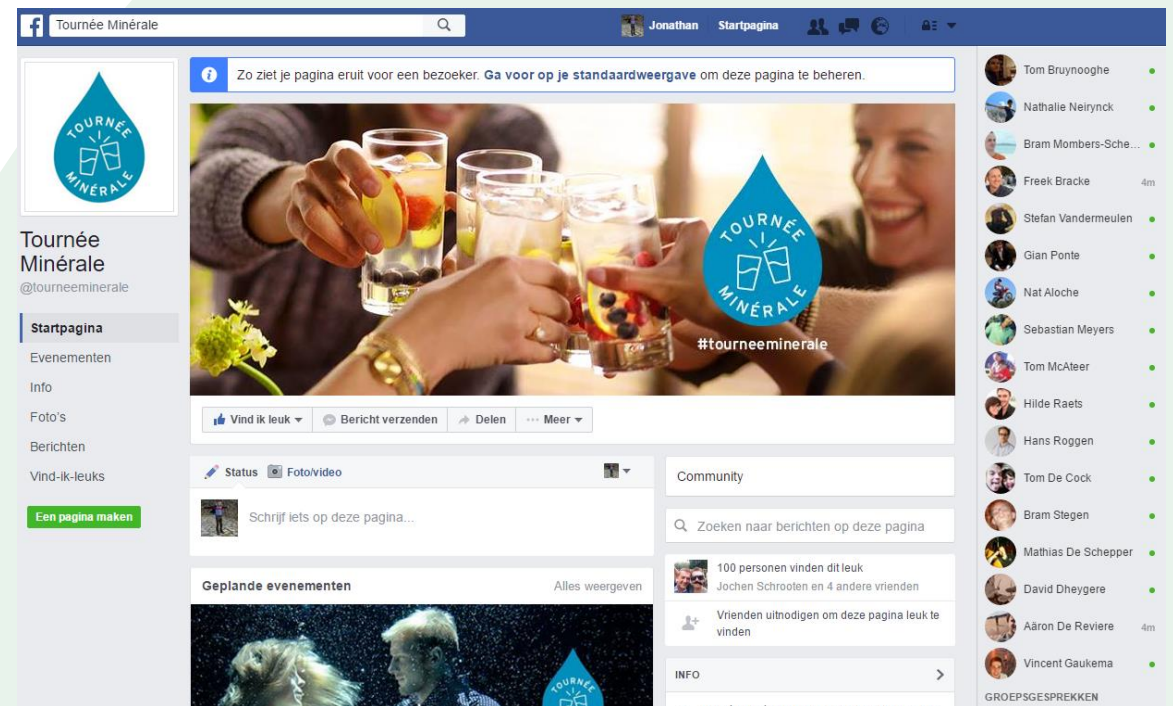 Tournée Minérale
Jonathan
Startpagina
TOURNÉE
MINÉRALE
Tournée
Minérale
@tourneeminerale
Startpagina
Evenementen
Info
Foto's
Berichten
Vind-ik-leuks
Een pagina maken
Zo ziet je pagina eruit voor een bezoeker. Ga voor op je standaardweergave om deze pagina te beheren.
TOURNÉE
MINÉRALE
#tourneeminerale
Vind ik leuk
Bericht verzenden
Delen
Meer
Status
Foto/video
Schrijf iets op deze pagina...
Geplande evenementen
Alles weergeven
TOURNÉE
Community
Zoeken naar berichten op deze pagina
100 personen vinden dit leuk
Jochen Schrooten en 4 andere vrienden
Vrienden uitnodigen om deze pagina leuk te
vinden
INFO
Tom Bruynooghe
Nathalie Neirynck
Bram Mombers-Sche...
Freek Bracke 4m
Stefan Vandermeulen
Gian Ponte
Nat Aloche
Sebastian Meyers
Tom McAteer
Hilde Raets
Hans Roggen
Tom De Cock
Bram Stegen
Mathias De Schepper
David Dheygere
Aäron De Reviere 4m
Vincent Gaukema
GROEPSGESPREKKEN